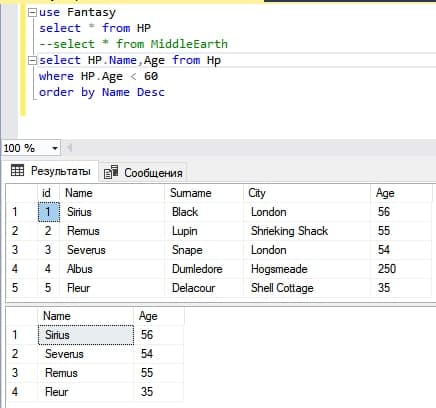 use Fantasy
select * from HP
--select * from MiddleEarth
select HP.Name,Age from Hp
where HP.Age < 60
order by Name Desc
100 %
Результаты Сообщения
id Name Surname City Age
1 1 Sirius Black London 56
2 2 Remus Lupin Shrieking Shack 55
3 3 Severus Snape London 54
4 4 Albus Dumledore Hogsmeade 250
5 5 Fleur Delacour Shell Cottage 35
Name Age
1 Sirius 56
2 Severus 54
3 Remus 55
4 Fleur 35